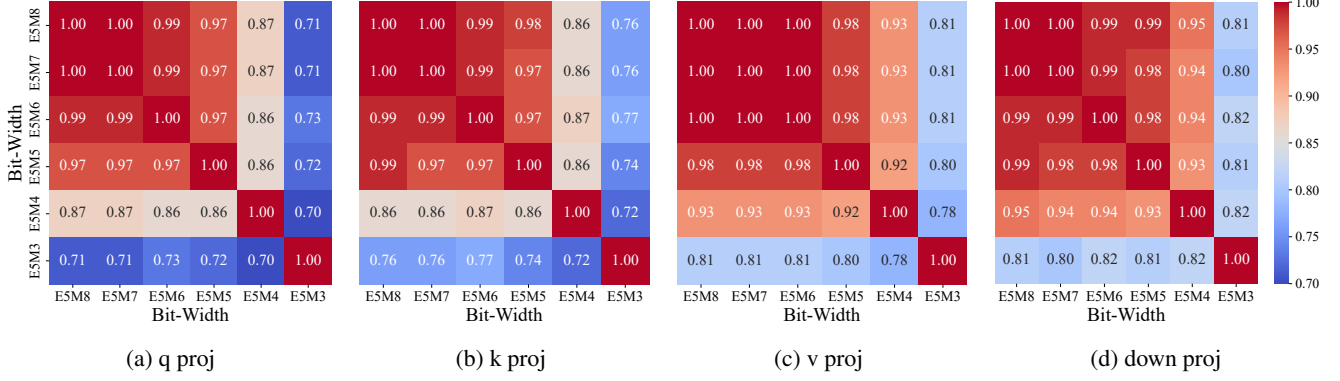 Bit-Width
E5M8 1.00 1.00 0.99 0.97 0.87 0.71
E5M7 1.00 1.00 0.99 0.97 0.87 0.71
E5M6 0.99 0.99 1.00 0.97 0.86 0.73
E5M5 0.97 0.97 0.97 1.00 0.86 0.72
E5M4 0.87 0.87 0.86 0.86 1.00 0.70
E5M3 0.71 0.71 0.73 0.72 0.70 1.00
E5M8 E5M7 E5M6 E5M5 E5M4 E5M3
Bit-Width
(a) q proj
1.00 1.00 0.99 0.98 0.86 0.76
1.00 1.00 0.99 0.97 0.86 0.76
0.99 0.99 1.00 0.97 0.87 0.77
0.99 0.97 0.97 1.00 0.86 0.74
0.86 0.86 0.87 0.86 1.00 0.72
0.76 0.76 0.77 0.74 0.72 1.00
E5M8 E5M7 E5M6 E5M5 E5M4 E5M3
Bit-Width
(b) k proj
1.00 1.00 1.00 0.98 0.93 0.81
1.00 1.00 1.00 0.98 0.93 0.81
1.00 1.00 1.00 0.98 0.93 0.81
0.98 0.98 0.98 1.00 0.92 0.80
0.93 0.93 0.93 0.92 1.00 0.78
0.81 0.81 0.81 0.80 0.78 1.00
E5M8 E5M7 E5M6 E5M5 E5M4 E5M3
Bit-Width
(c) v proj
1.00 1.00 0.99 0.99 0.95 0.81
1.00 1.00 0.99 0.98 0.94 0.80
0.99 0.99 1.00 0.98 0.94 0.82
0.99 0.98 0.98 1.00 0.93 0.81
0.95 0.94 0.94 0.93 1.00 0.82
0.81 0.80 0.82 0.81 0.82 1.00
E5M8 E5M7 E5M6 E5M5 E5M4 E5M3
Bit-Width
(d) down proj
1.00
0.95
0.90
0.85
0.80
0.75
0.70